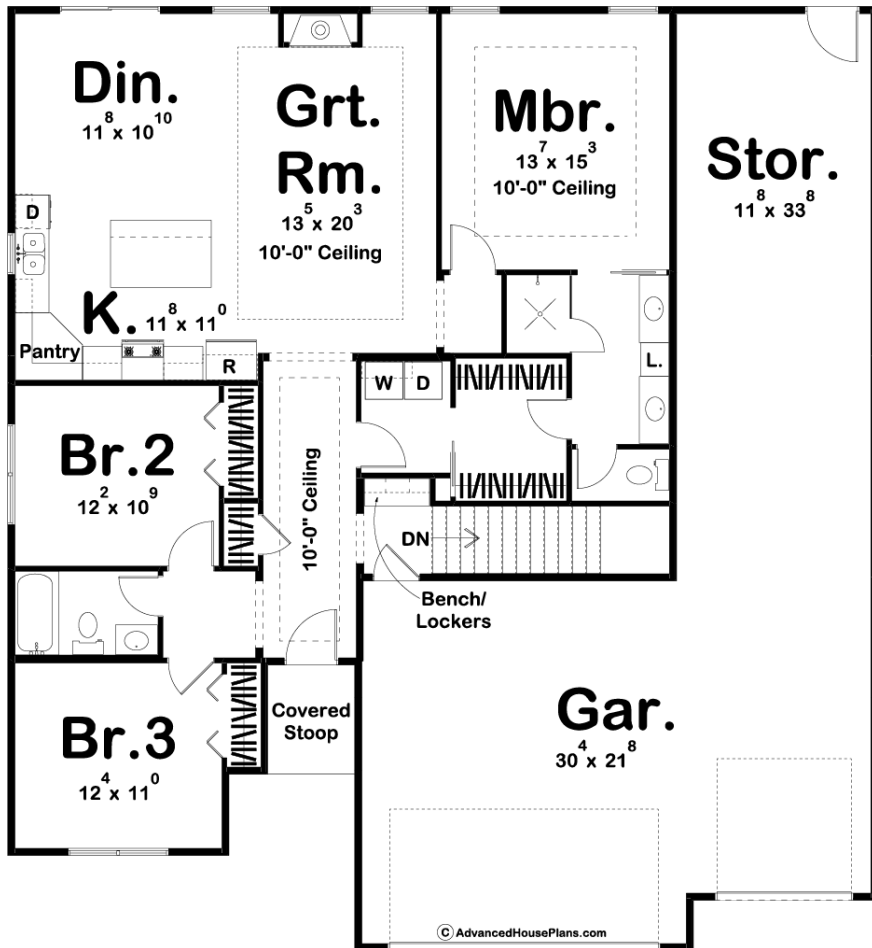 Din.
11⁸ x 10¹⁰
Grt.
Rm.
13⁵ x 20³
10'-0" Ceiling
Mbr.
13⁷ x 15³
10'-0" Ceiling
Stor.
11⁸ x 33⁸
D
K. 11⁸ x 11⁰
Pantry
R
W D
L.
Br.2
12² x 10⁹
10'-0" Ceiling
DN
Bench/
Lockers
Br.3
12⁴ x 11⁰
Covered
Stoop
Gar.
30⁴ x 21⁸
© AdvancedHousePlans.com